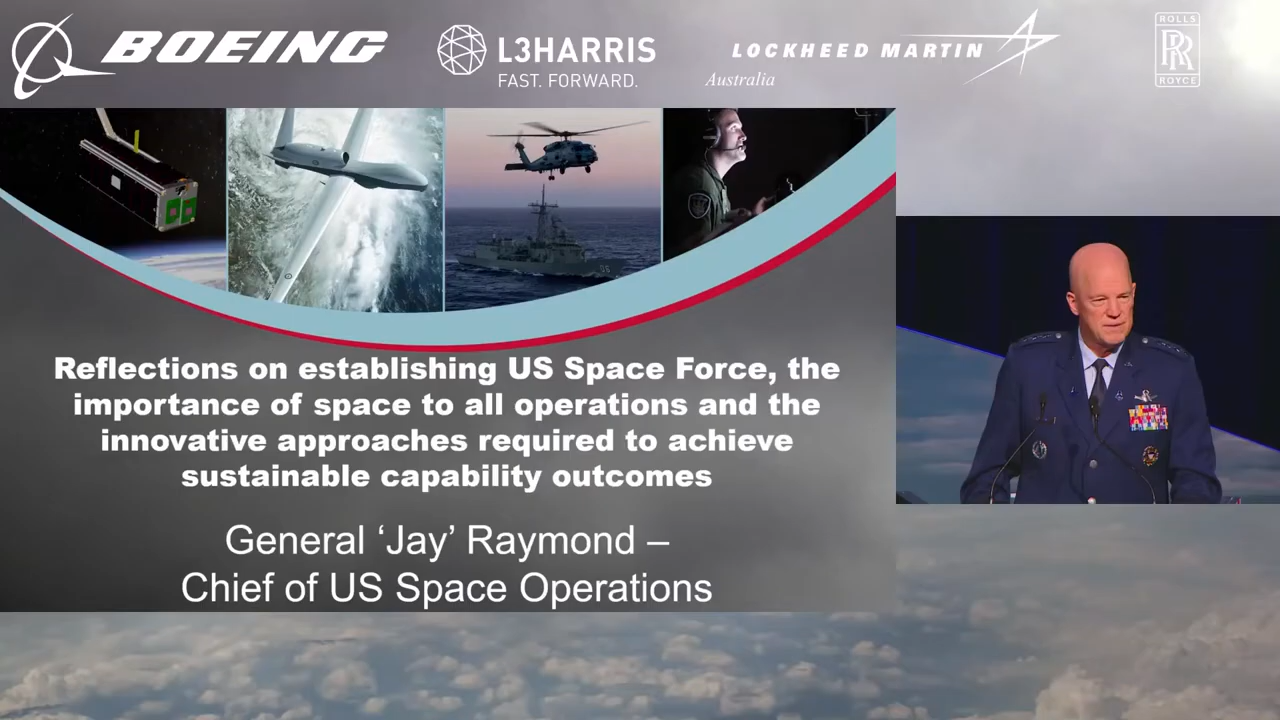 BOEING
L3HARRIS
FAST. FORWARD.
LOCKHEED MARTIN
Australia
ROLLS
RR
ROYCE
06
Reflections on establishing US Space Force, the
importance of space to all operations and the
innovative approaches required to achieve
sustainable capability outcomes
General ‘Jay’ Raymond –
Chief of US Space Operations